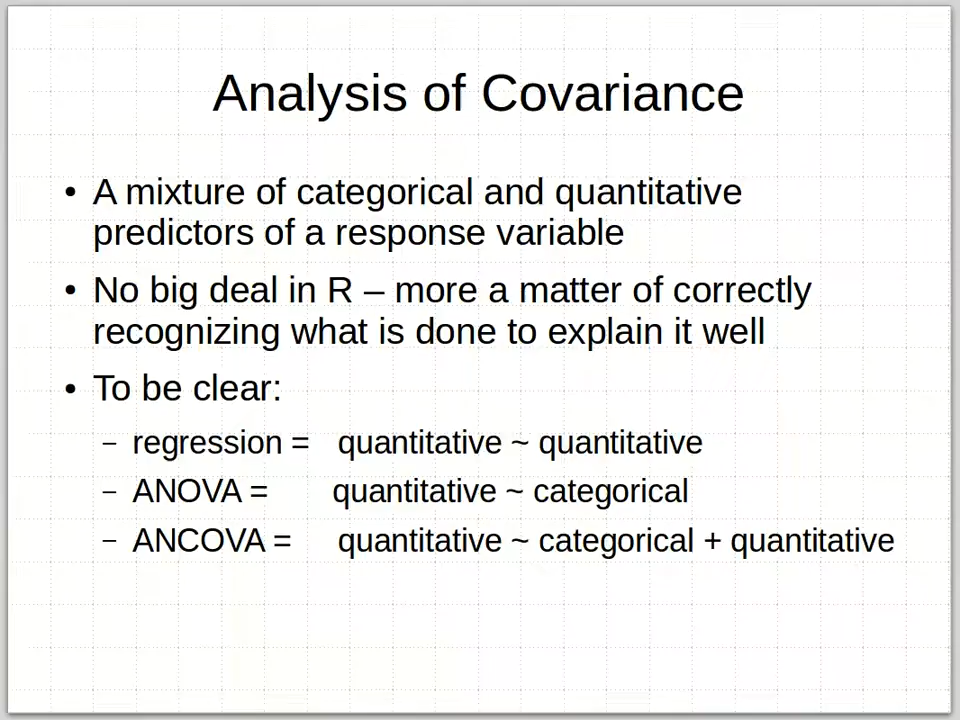 Analysis of Covariance
• A mixture of categorical and quantitative
predictors of a response variable
• No big deal in R – more a matter of correctly
recognizing what is done to explain it well
• To be clear:
– regression = quantitative ~ quantitative
– ANOVA = quantitative ~ categorical
– ANCOVA = quantitative ~ categorical + quantitative